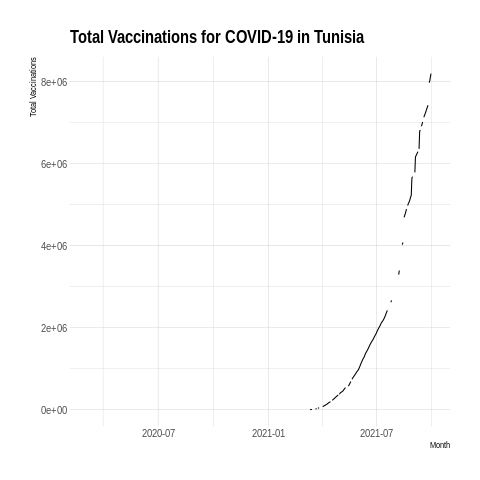 Total Vaccinations for COVID-19 in Tunisia
Total Vaccinations
8e+06
6e+06
4e+06
2e+06
0e+00
2020-07
2021-01
2021-07
Month